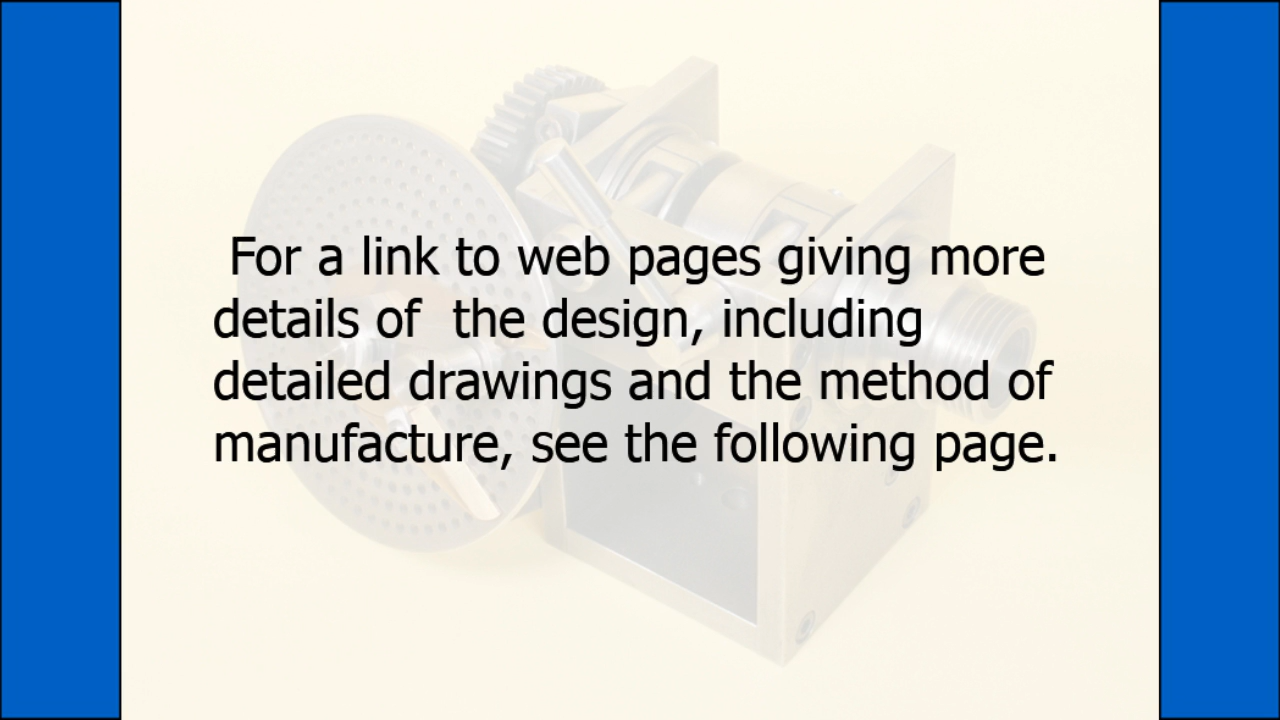 For a link to web pages giving more
details of  the design, including
detailed drawings and the method of
manufacture, see the following page.